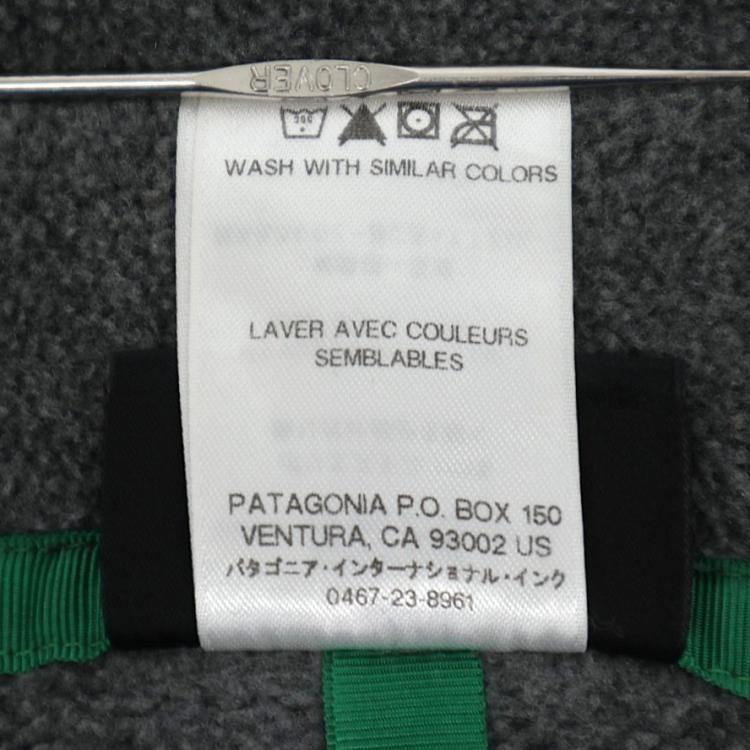 CLOVER
WASH WITH SIMILAR COLORS
LAVER AVEC COULEURS
SEMBLABLES
PATAGONIA P.O. BOX 150
VENTURA, CA 93002 US
パタゴニア・インターナショナル・インク
0467-23-8961